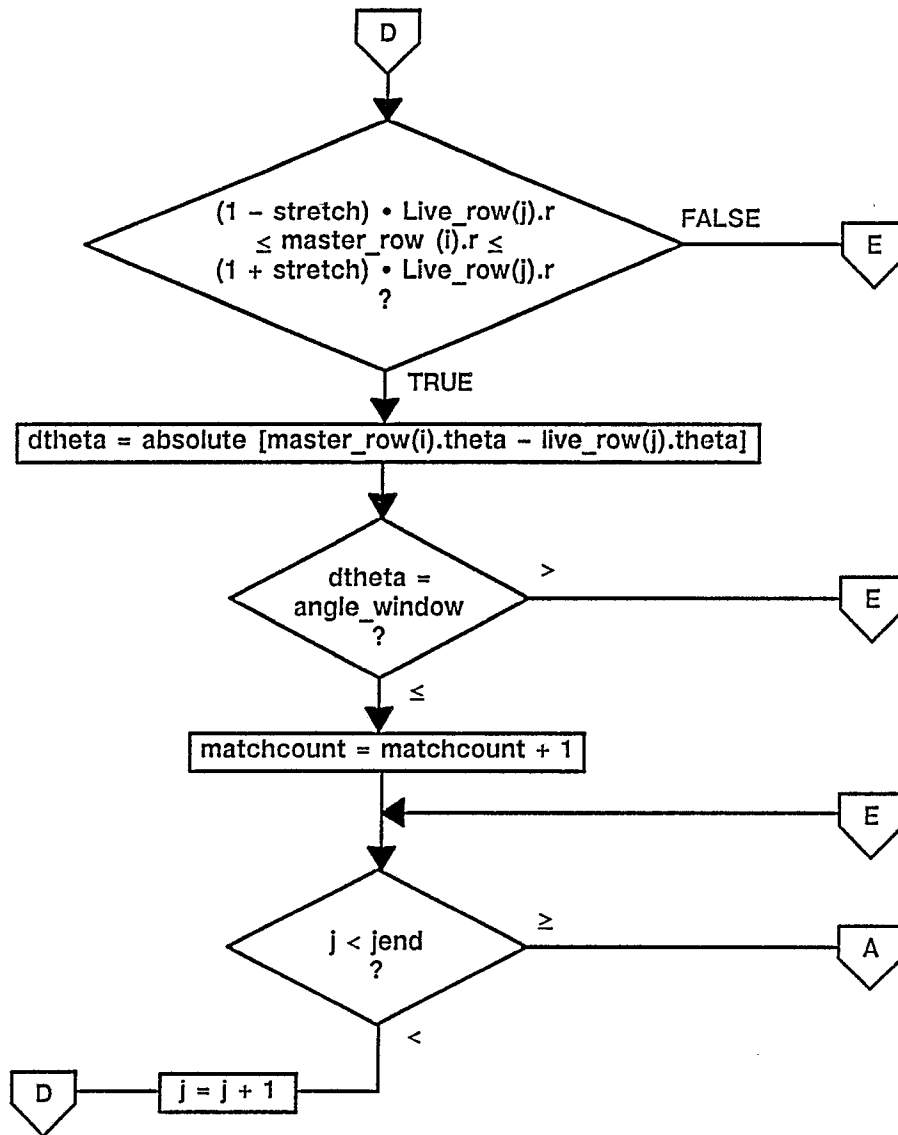 D
(1 – stretch) • Live_row(j).r
≤ master_row (i).r ≤
(1 + stretch) • Live_row(j).r
?
FALSE
E
TRUE
dtheta = absolute [master_row(i).theta – live_row(j).theta]
dtheta =
angle_window
?
>
E
≤
matchcount = matchcount + 1
E
j < jend
?
≥
A
<
j = j + 1
D